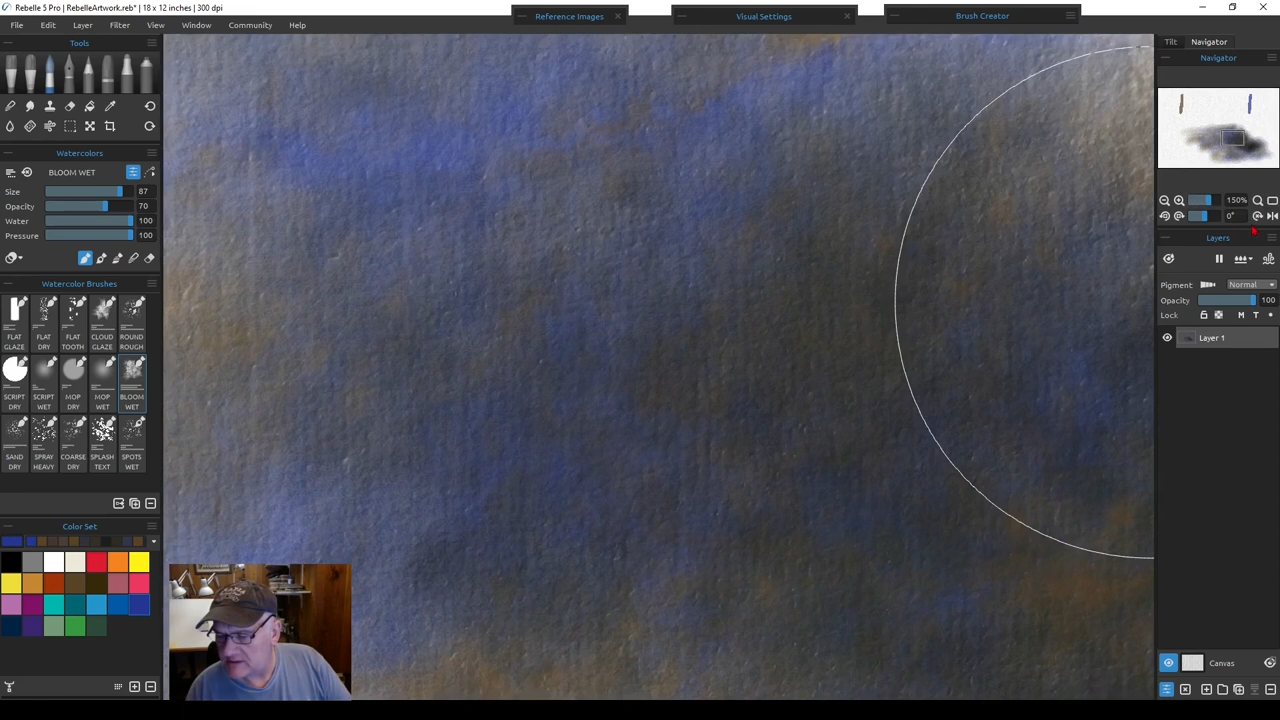 Rebelle 5 Pro | RebelleArtwork.reb* | 18 x 12 inches | 300 dpi
Reference Images
Visual Settings
Brush Creator
File Edit Layer Filter View Window Community Help
Tilt Navigator
Tools
Navigator
Watercolors
BLOOM WET
Size 87
Opacity 70
Water 100
Pressure 100
150%
0°
Layers
Pigment Normal
Opacity 100
Lock M T
Layer 1
Watercolor Brushes
FLAT GLAZE
FLAT DRY
FLAT TOOTH
CLOUD GLAZE
ROUND ROUGH
SCRIPT DRY
SCRIPT WET
MOP DRY
MOP WET
BLOOM WET
SAND DRY
SPRAY HEAVY
COARSE DRY
SPLASH TEXT
SPOTS WET
Color Set
Canvas